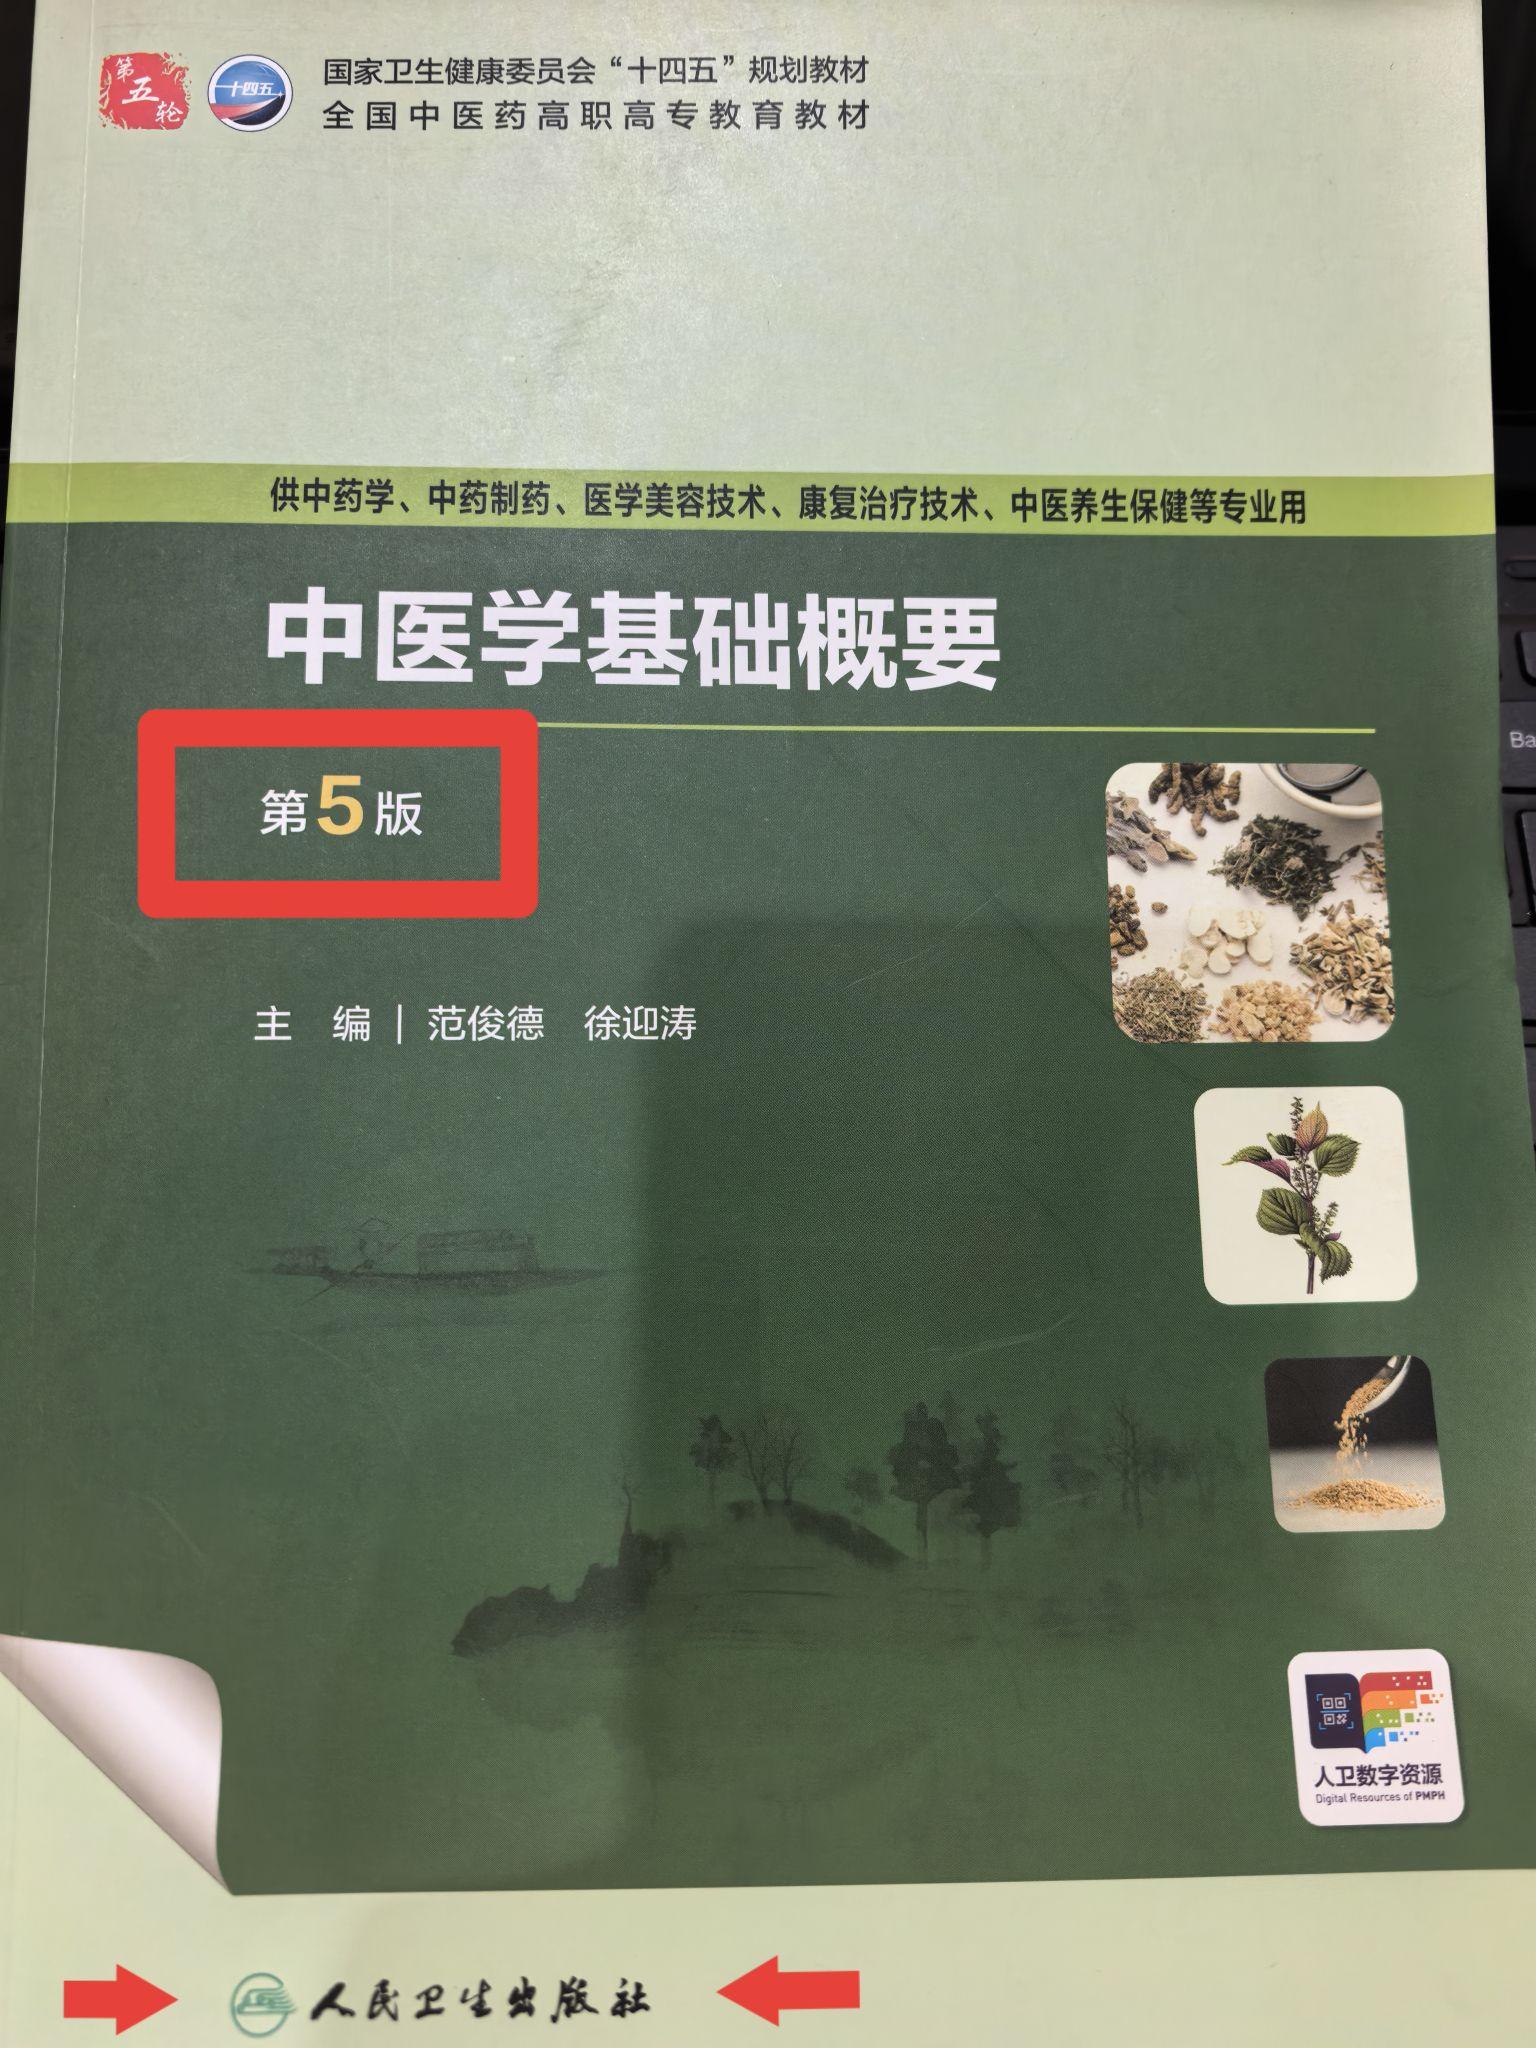 第五轮
十四五
国家卫生健康委员会“十四五”规划教材
全国中医药高职高专教育教材
供中药学、中药制药、医学美容技术、康复治疗技术、中医养生保健等专业用
中医学基础概要
第5版
主 编 | 范俊德 徐迎涛
Ba
人卫数字资源
Digital Resources of PMPH
人民卫生出版社